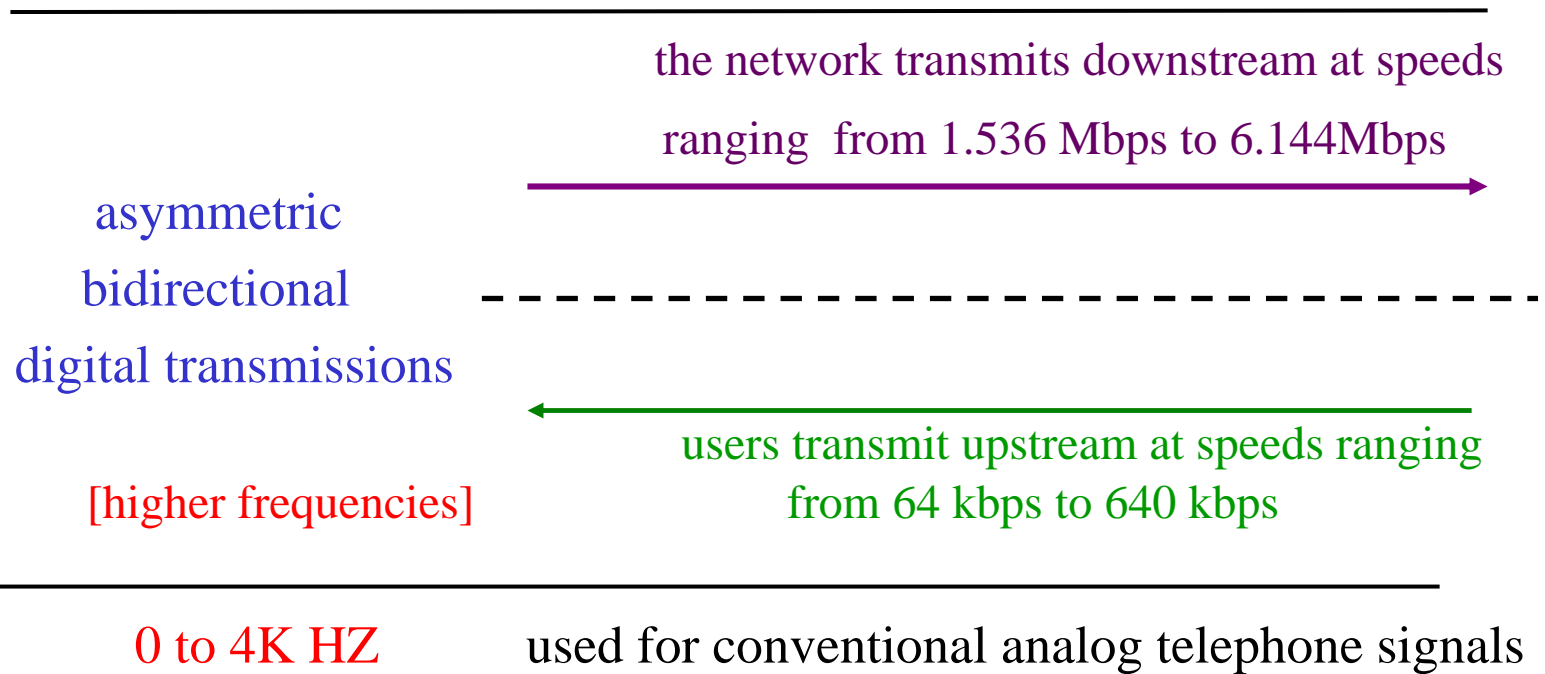 the network transmits downstream at speeds
ranging from 1.536 Mbps to 6.144Mbps
asymmetric
bidirectional
digital transmissions
users transmit upstream at speeds ranging
from 64 kbps to 640 kbps
[higher frequencies]
0 to 4K HZ used for conventional analog telephone signals